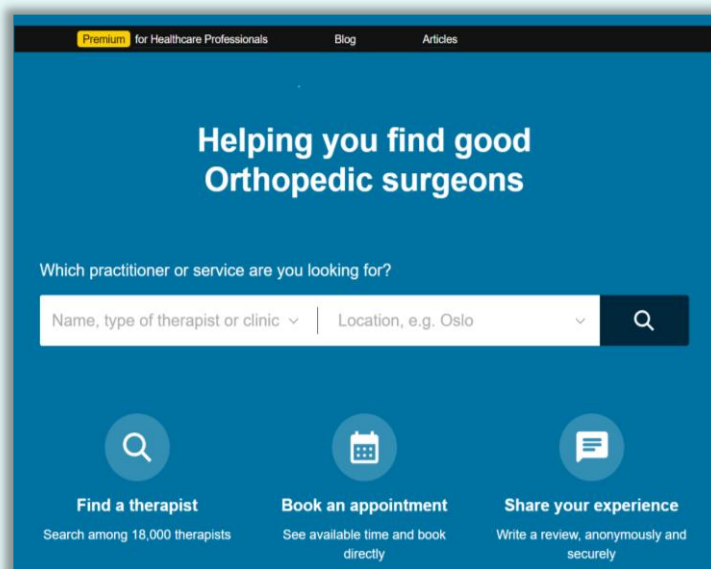 Premium for Healthcare Professionals Blog Articles
Helping you find good
Orthopedic surgeons
Which practitioner or service are you looking for?
Name, type of therapist or clinic Location, e.g. Oslo
Find a therapist Book an appointment Share your experience
Search among 18,000 therapists See available time and book Write a review, anonymously and
directly securely